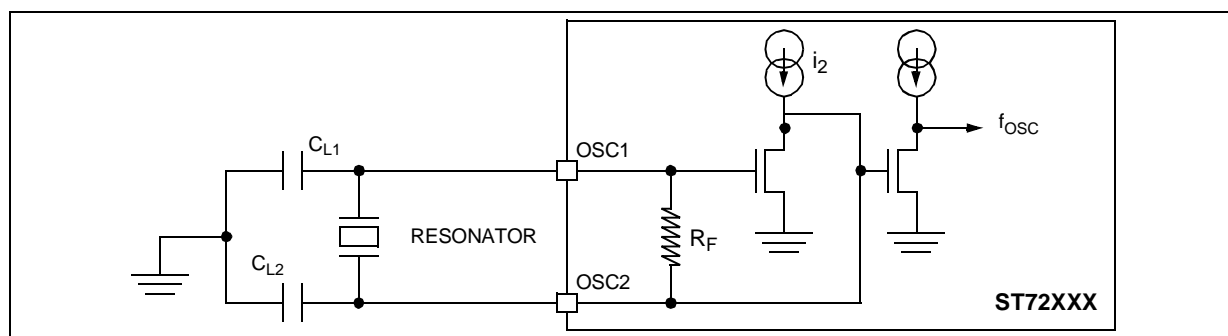 i2
fOSC
CL1
OSC1
RESONATOR
RF
CL2
OSC2
ST72XXX